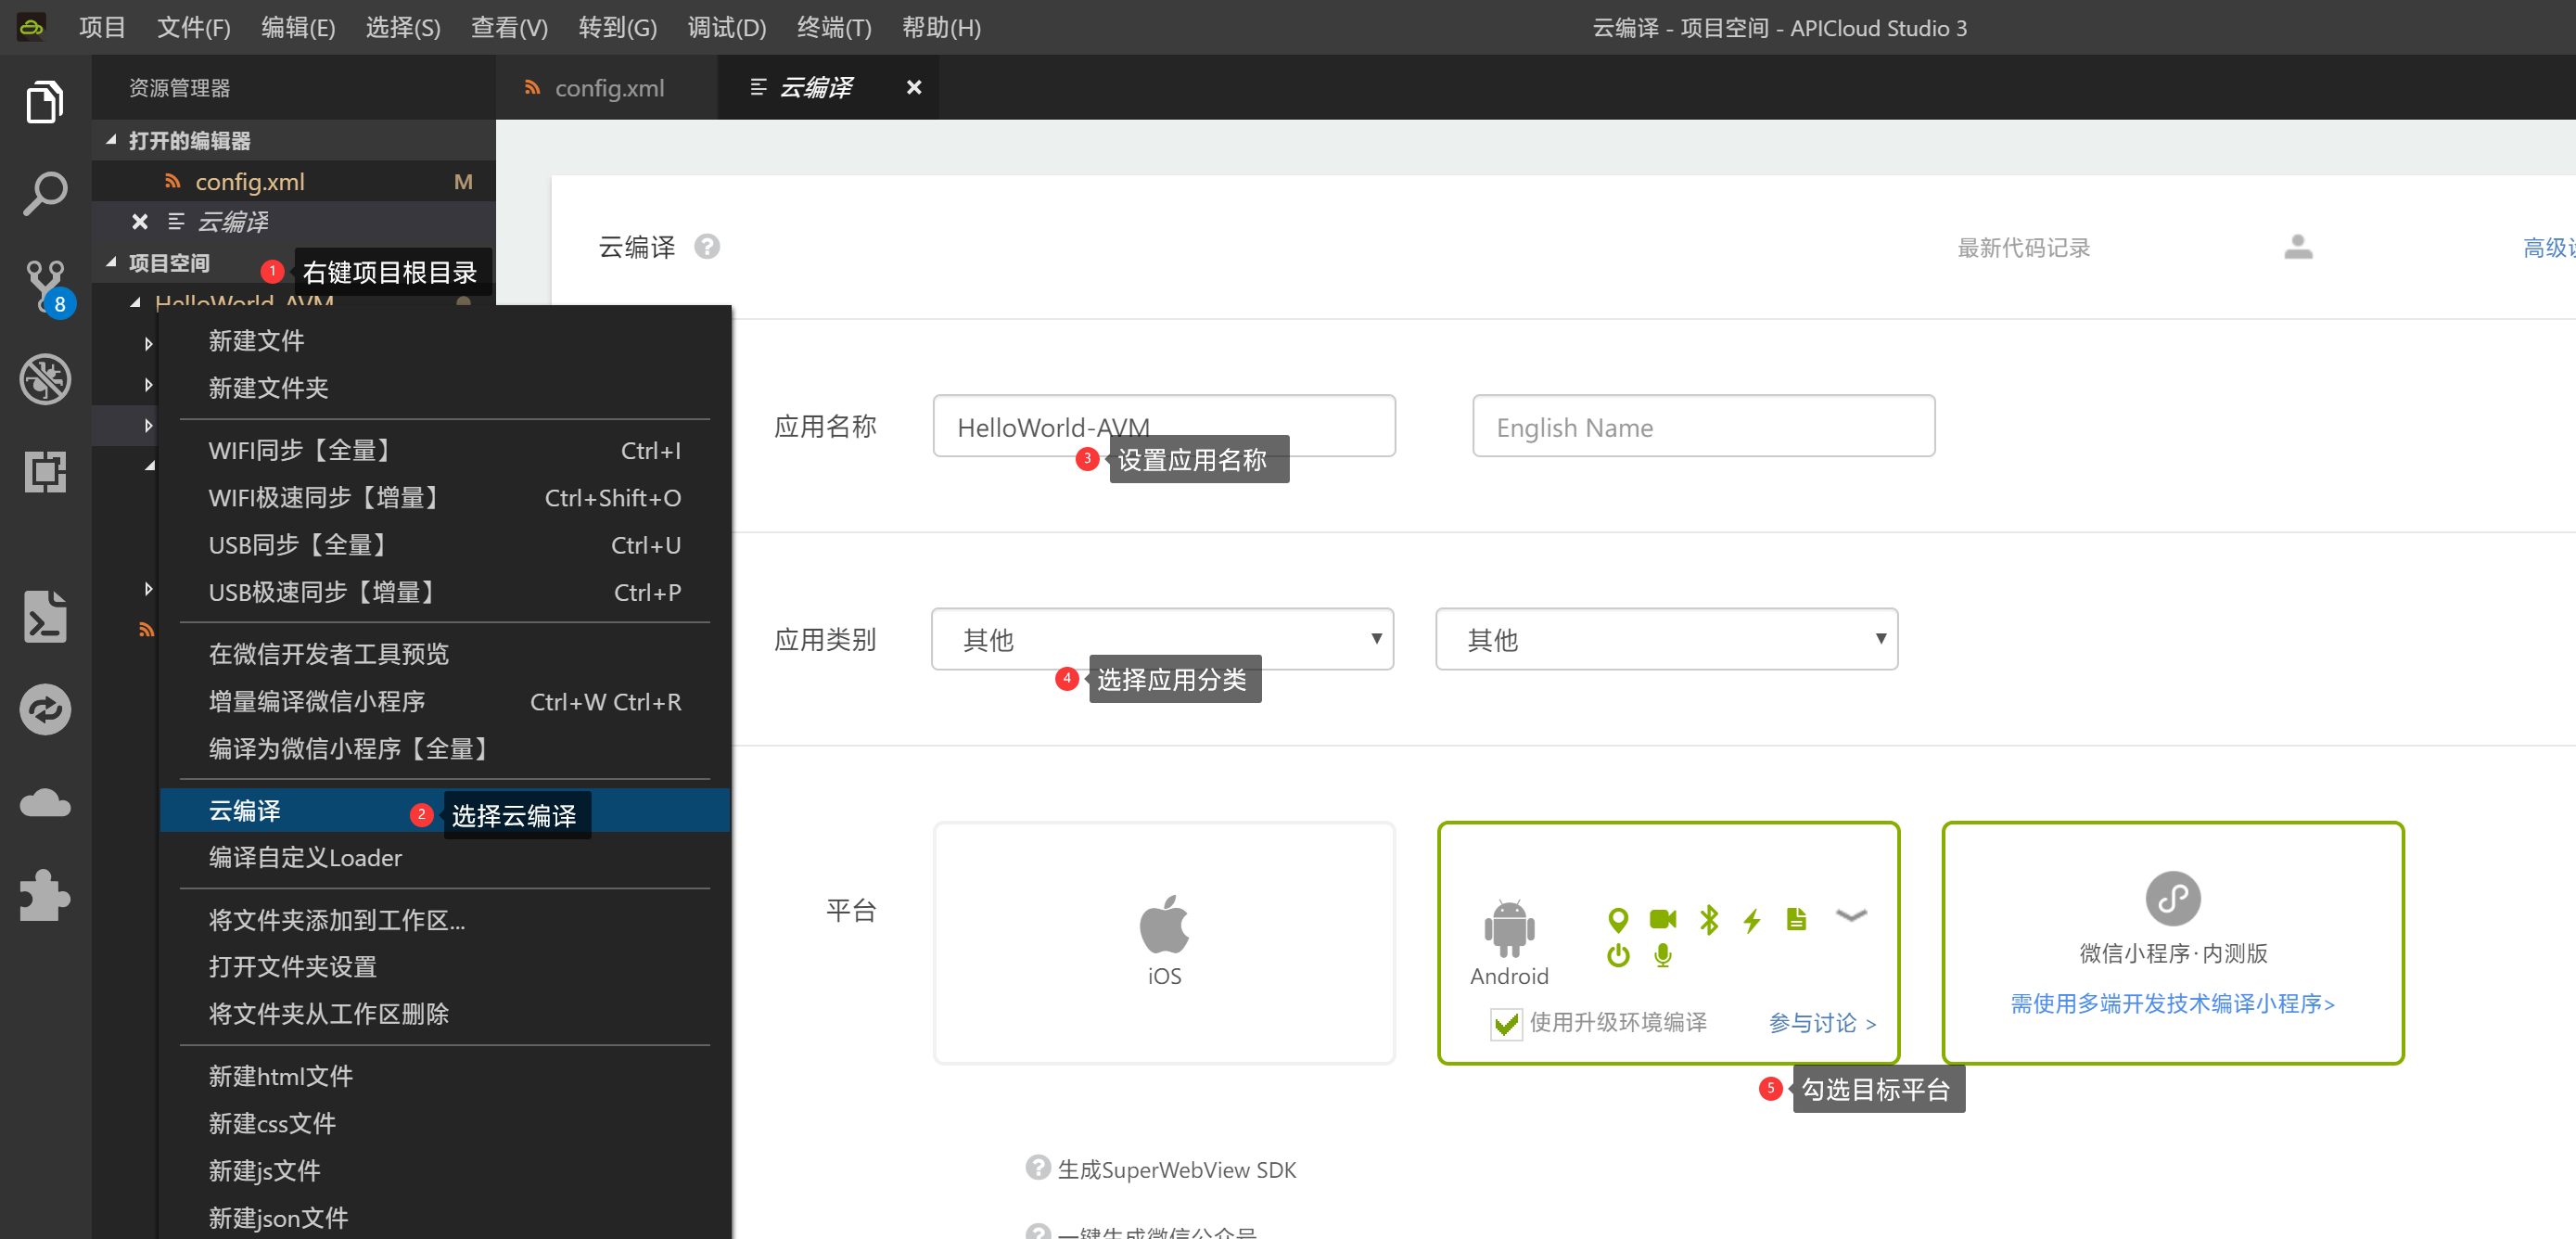 项目 文件(F) 编辑(E) 选择(S) 查看(V) 转到(G) 调试(D) 终端(T) 帮助(H) 云编译 - 项目空间 - APICloud Studio 3
资源管理器
config.xml
云编译
打开的编辑器
config.xml M
云编译
项目空间
1 右键项目根目录
HelloWorld-AVM
8
新建文件
新建文件夹
WIFI同步【全量】 Ctrl+I
WIFI极速同步【增量】 Ctrl+Shift+O
USB同步【全量】 Ctrl+U
USB极速同步【增量】 Ctrl+P
在微信开发者工具预览
增量编译微信小程序 Ctrl+W Ctrl+R
编译为微信小程序【全量】
云编译
2 选择云编译
编译自定义Loader
将文件夹添加到工作区...
打开文件夹设置
将文件夹从工作区删除
新建html文件
新建css文件
新建js文件
新建json文件
云编译 ?
最新代码记录
高级
应用名称 HelloWorld-AVM English Name
3 设置应用名称
应用类别 其他 其他
4 选择应用分类
平台
iOS
Android
使用升级环境编译 参与讨论 >
微信小程序·内测版
需使用多端开发技术编译小程序>
5 勾选目标平台
? 生成SuperWebView SDK
? 一键生成微信公众号